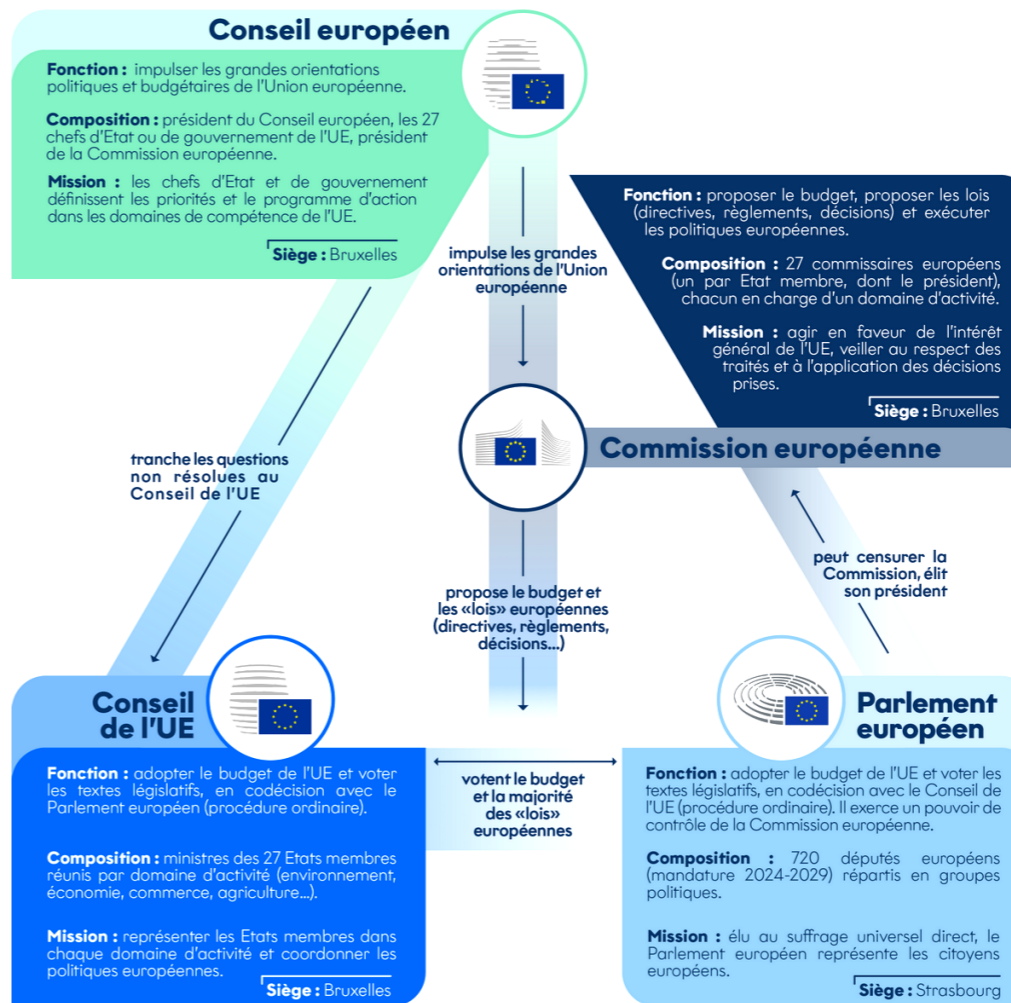 Conseil européen
Fonction : impulser les grandes orientations
politiques et budgétaires de l'Union européenne.
Composition : président du Conseil européen, les 27
chefs d'Etat ou de gouvernement de l'UE, président
de la Commission européenne.
Mission : les chefs d'Etat et de gouvernement
définissent les priorités et le programme d'action
dans les domaines de compétence de l'UE.
Siège : Bruxelles
impulse les grandes
orientations de l'Union
européenne
Fonction : proposer le budget, proposer les lois
(directives, règlements, décisions) et exécuter
les politiques européennes.
Composition : 27 commissaires européens
(un par Etat membre, dont le président),
chacun en charge d'un domaine d'activité.
Mission : agir en faveur de l'intérêt
général de l'UE, veiller au respect des
traités et à l'application des décisions
prises.
Siège : Bruxelles
Commission européenne
tranche les questions
non résolues au
Conseil de l'UE
peut censurer la
Commission, élit
son président
propose le budget et
les «lois» européennes
(directives, règlements,
décisions...)
Conseil
de l'UE
Fonction : adopter le budget de l'UE et voter
les textes législatifs, en codécision avec le
Parlement européen (procédure ordinaire).
Composition : ministres des 27 Etats membres
réunis par domaine d'activité (environnement,
économie, commerce, agriculture...).
Mission : représenter les Etats membres dans
chaque domaine d'activité et coordonner les
politiques européennes.
Siège : Bruxelles
votent le budget
et la majorité
des «lois»
européennes
Parlement
européen
Fonction : adopter le budget de l'UE et voter les
textes législatifs, en codécision avec le Conseil de
l'UE (procédure ordinaire). Il exerce un pouvoir de
contrôle de la Commission européenne.
Composition : 720 députés européens
(mandature 2024-2029) répartis en groupes
politiques.
Mission : élu au suffrage universel direct, le
Parlement européen représente les citoyens
européens.
Siège : Strasbourg